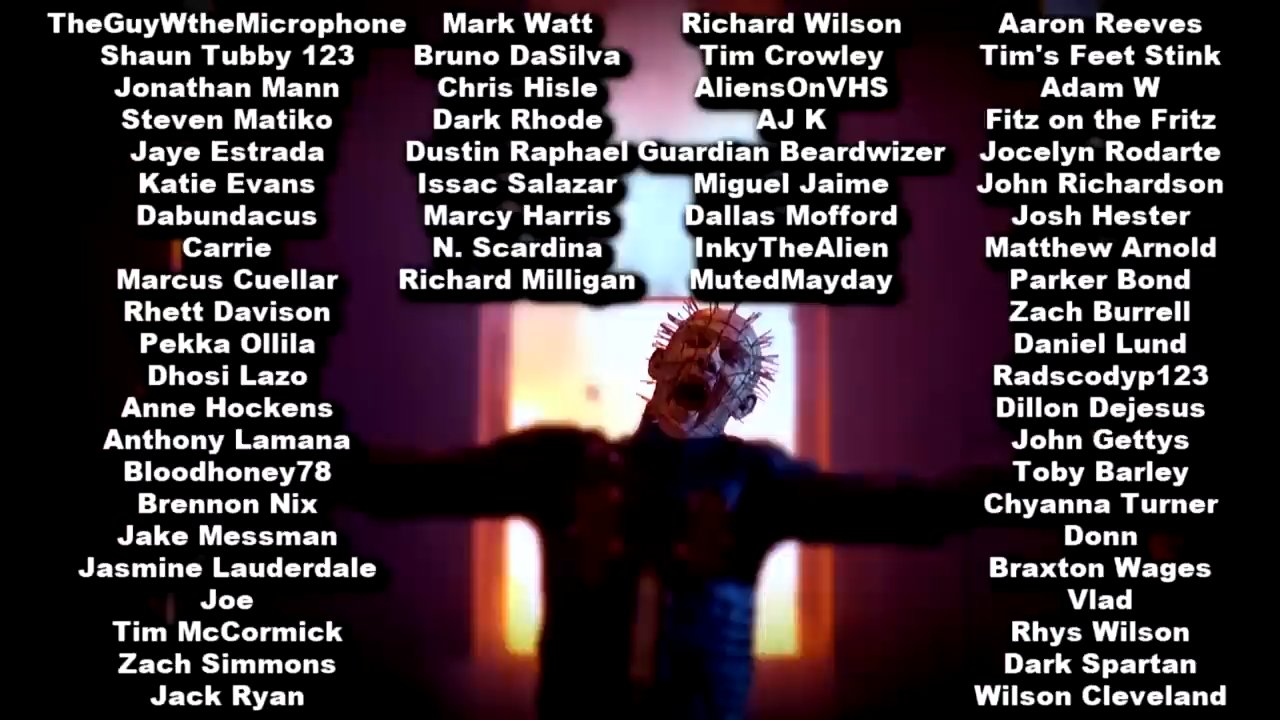 TheGuyWtheMicrophone
Shaun Tubby 123
Jonathan Mann
Steven Matiko
Jaye Estrada
Katie Evans
Dabundacus
Carrie
Marcus Cuellar
Rhett Davison
Pekka Ollila
Dhosi Lazo
Anne Hockens
Anthony Lamana
Bloodhoney78
Brennon Nix
Jake Messman
Jasmine Lauderdale
Joe
Tim McCormick
Zach Simmons
Jack Ryan
Mark Watt
Bruno DaSilva
Chris Hisle
Dark Rhode
Dustin Raphael
Issac Salazar
Marcy Harris
N. Scardina
Richard Milligan
Richard Wilson
Tim Crowley
AliensOnVHS
AJ K
Guardian Beardwizer
Miguel Jaime
Dallas Mofford
InkyTheAlien
MutedMayday
Aaron Reeves
Tim's Feet Stink
Adam W
Fitz on the Fritz
Jocelyn Rodarte
John Richardson
Josh Hester
Matthew Arnold
Parker Bond
Zach Burrell
Daniel Lund
Radscodyp123
Dillon Dejesus
John Gettys
Toby Barley
Chyanna Turner
Donn
Braxton Wages
Vlad
Rhys Wilson
Dark Spartan
Wilson Cleveland